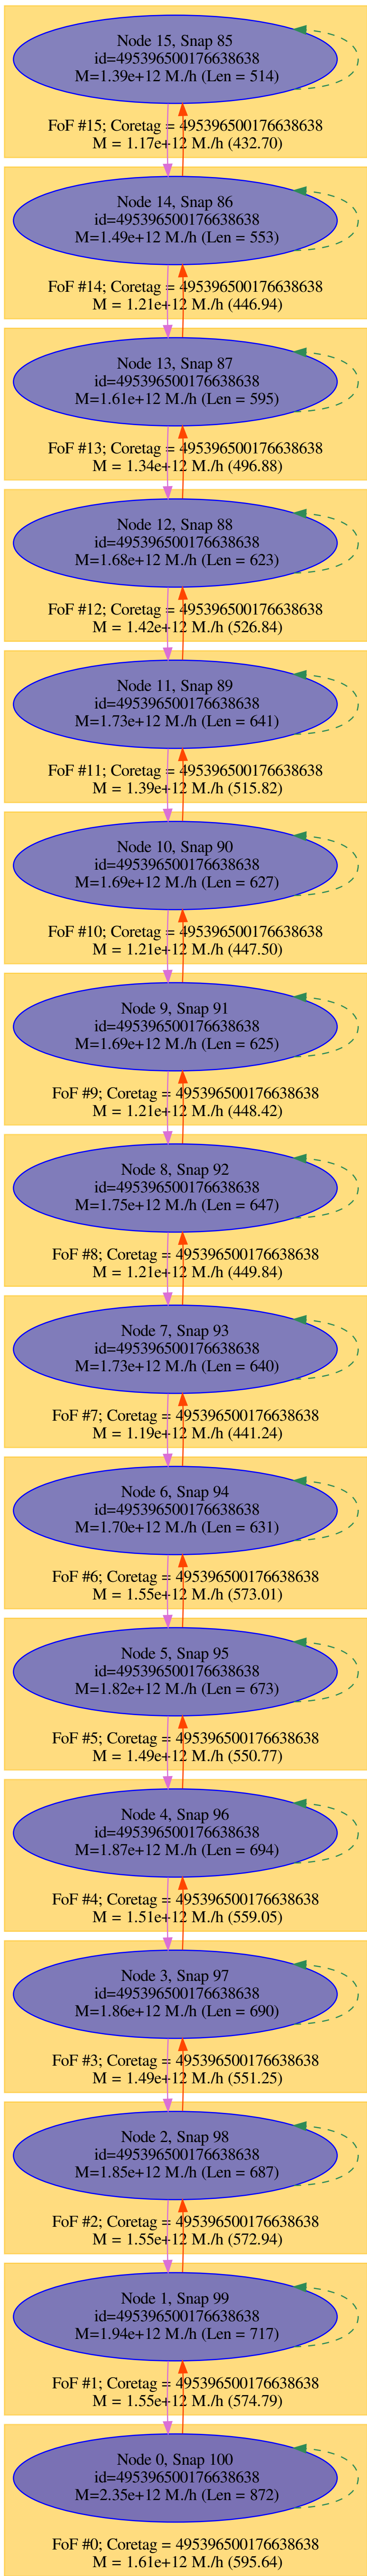 Node 15, Snap 85
id=495396500176638638
M=1.39e+12 M./h (Len = 514)
FoF #15; Coretag = 495396500176638638
M = 1.17e+12 M./h (432.70)
Node 14, Snap 86
id=495396500176638638
M=1.49e+12 M./h (Len = 553)
FoF #14; Coretag = 495396500176638638
M = 1.21e+12 M./h (446.94)
Node 13, Snap 87
id=495396500176638638
M=1.61e+12 M./h (Len = 595)
FoF #13; Coretag = 495396500176638638
M = 1.34e+12 M./h (496.88)
Node 12, Snap 88
id=495396500176638638
M=1.68e+12 M./h (Len = 623)
FoF #12; Coretag = 495396500176638638
M = 1.42e+12 M./h (526.84)
Node 11, Snap 89
id=495396500176638638
M=1.73e+12 M./h (Len = 641)
FoF #11; Coretag = 495396500176638638
M = 1.39e+12 M./h (515.82)
Node 10, Snap 90
id=495396500176638638
M=1.69e+12 M./h (Len = 627)
FoF #10; Coretag = 495396500176638638
M = 1.21e+12 M./h (447.50)
Node 9, Snap 91
id=495396500176638638
M=1.69e+12 M./h (Len = 625)
FoF #9; Coretag = 495396500176638638
M = 1.21e+12 M./h (448.42)
Node 8, Snap 92
id=495396500176638638
M=1.75e+12 M./h (Len = 647)
FoF #8; Coretag = 495396500176638638
M = 1.21e+12 M./h (449.84)
Node 7, Snap 93
id=495396500176638638
M=1.73e+12 M./h (Len = 640)
FoF #7; Coretag = 495396500176638638
M = 1.19e+12 M./h (441.24)
Node 6, Snap 94
id=495396500176638638
M=1.70e+12 M./h (Len = 631)
FoF #6; Coretag = 495396500176638638
M = 1.55e+12 M./h (573.01)
Node 5, Snap 95
id=495396500176638638
M=1.82e+12 M./h (Len = 673)
FoF #5; Coretag = 495396500176638638
M = 1.49e+12 M./h (550.77)
Node 4, Snap 96
id=495396500176638638
M=1.87e+12 M./h (Len = 694)
FoF #4; Coretag = 495396500176638638
M = 1.51e+12 M./h (559.05)
Node 3, Snap 97
id=495396500176638638
M=1.86e+12 M./h (Len = 690)
FoF #3; Coretag = 495396500176638638
M = 1.49e+12 M./h (551.25)
Node 2, Snap 98
id=495396500176638638
M=1.85e+12 M./h (Len = 687)
FoF #2; Coretag = 495396500176638638
M = 1.55e+12 M./h (572.94)
Node 1, Snap 99
id=495396500176638638
M=1.94e+12 M./h (Len = 717)
FoF #1; Coretag = 495396500176638638
M = 1.55e+12 M./h (574.79)
Node 0, Snap 100
id=495396500176638638
M=2.35e+12 M./h (Len = 872)
FoF #0; Coretag = 495396500176638638
M = 1.61e+12 M./h (595.64)